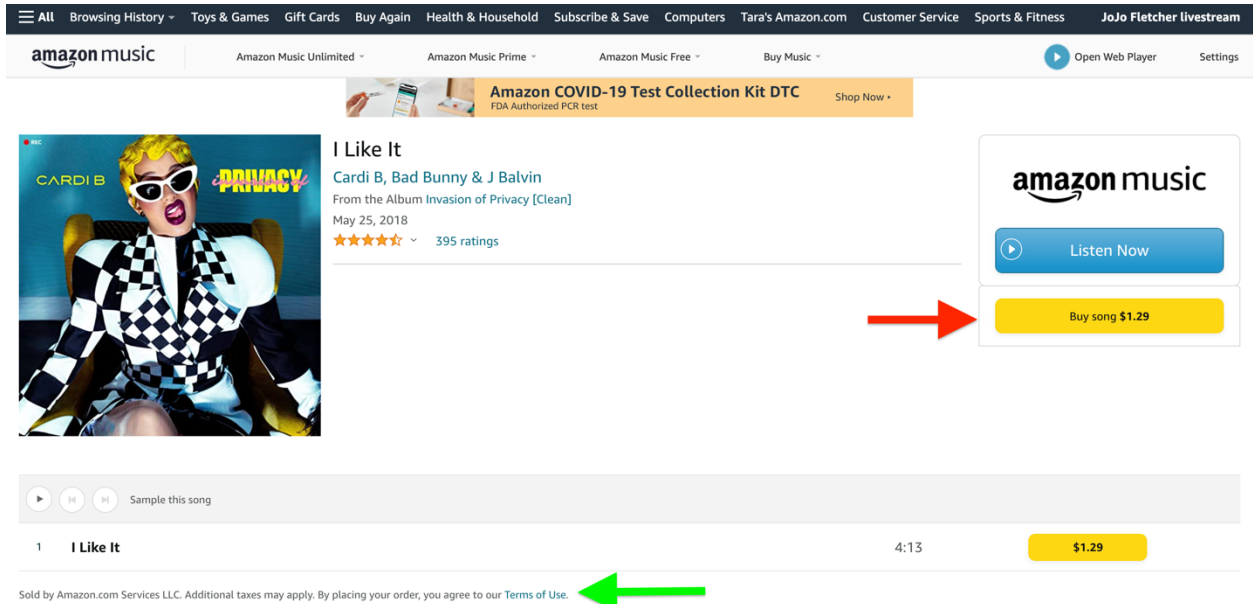 All Browsing History Toys & Games Gift Cards Buy Again Health & Household Subscribe & Save Computers Tara's Amazon.com Customer Service Sports & Fitness JoJo Fletcher livestream
amazon music Amazon Music Unlimited Amazon Music Prime Amazon Music Free Buy Music Open Web Player Settings
Amazon COVID-19 Test Collection Kit DTC Shop Now
FDA Authorized PCR test
REC
CARDI B invasion of PRIVACY
I Like It
Cardi B, Bad Bunny & J Balvin
From the Album Invasion of Privacy [Clean]
May 25, 2018
395 ratings
amazon music
Listen Now
Buy song $1.29
Sample this song
1 I Like It 4:13 $1.29
Sold by Amazon.com Services LLC. Additional taxes may apply. By placing your order, you agree to our Terms of Use.